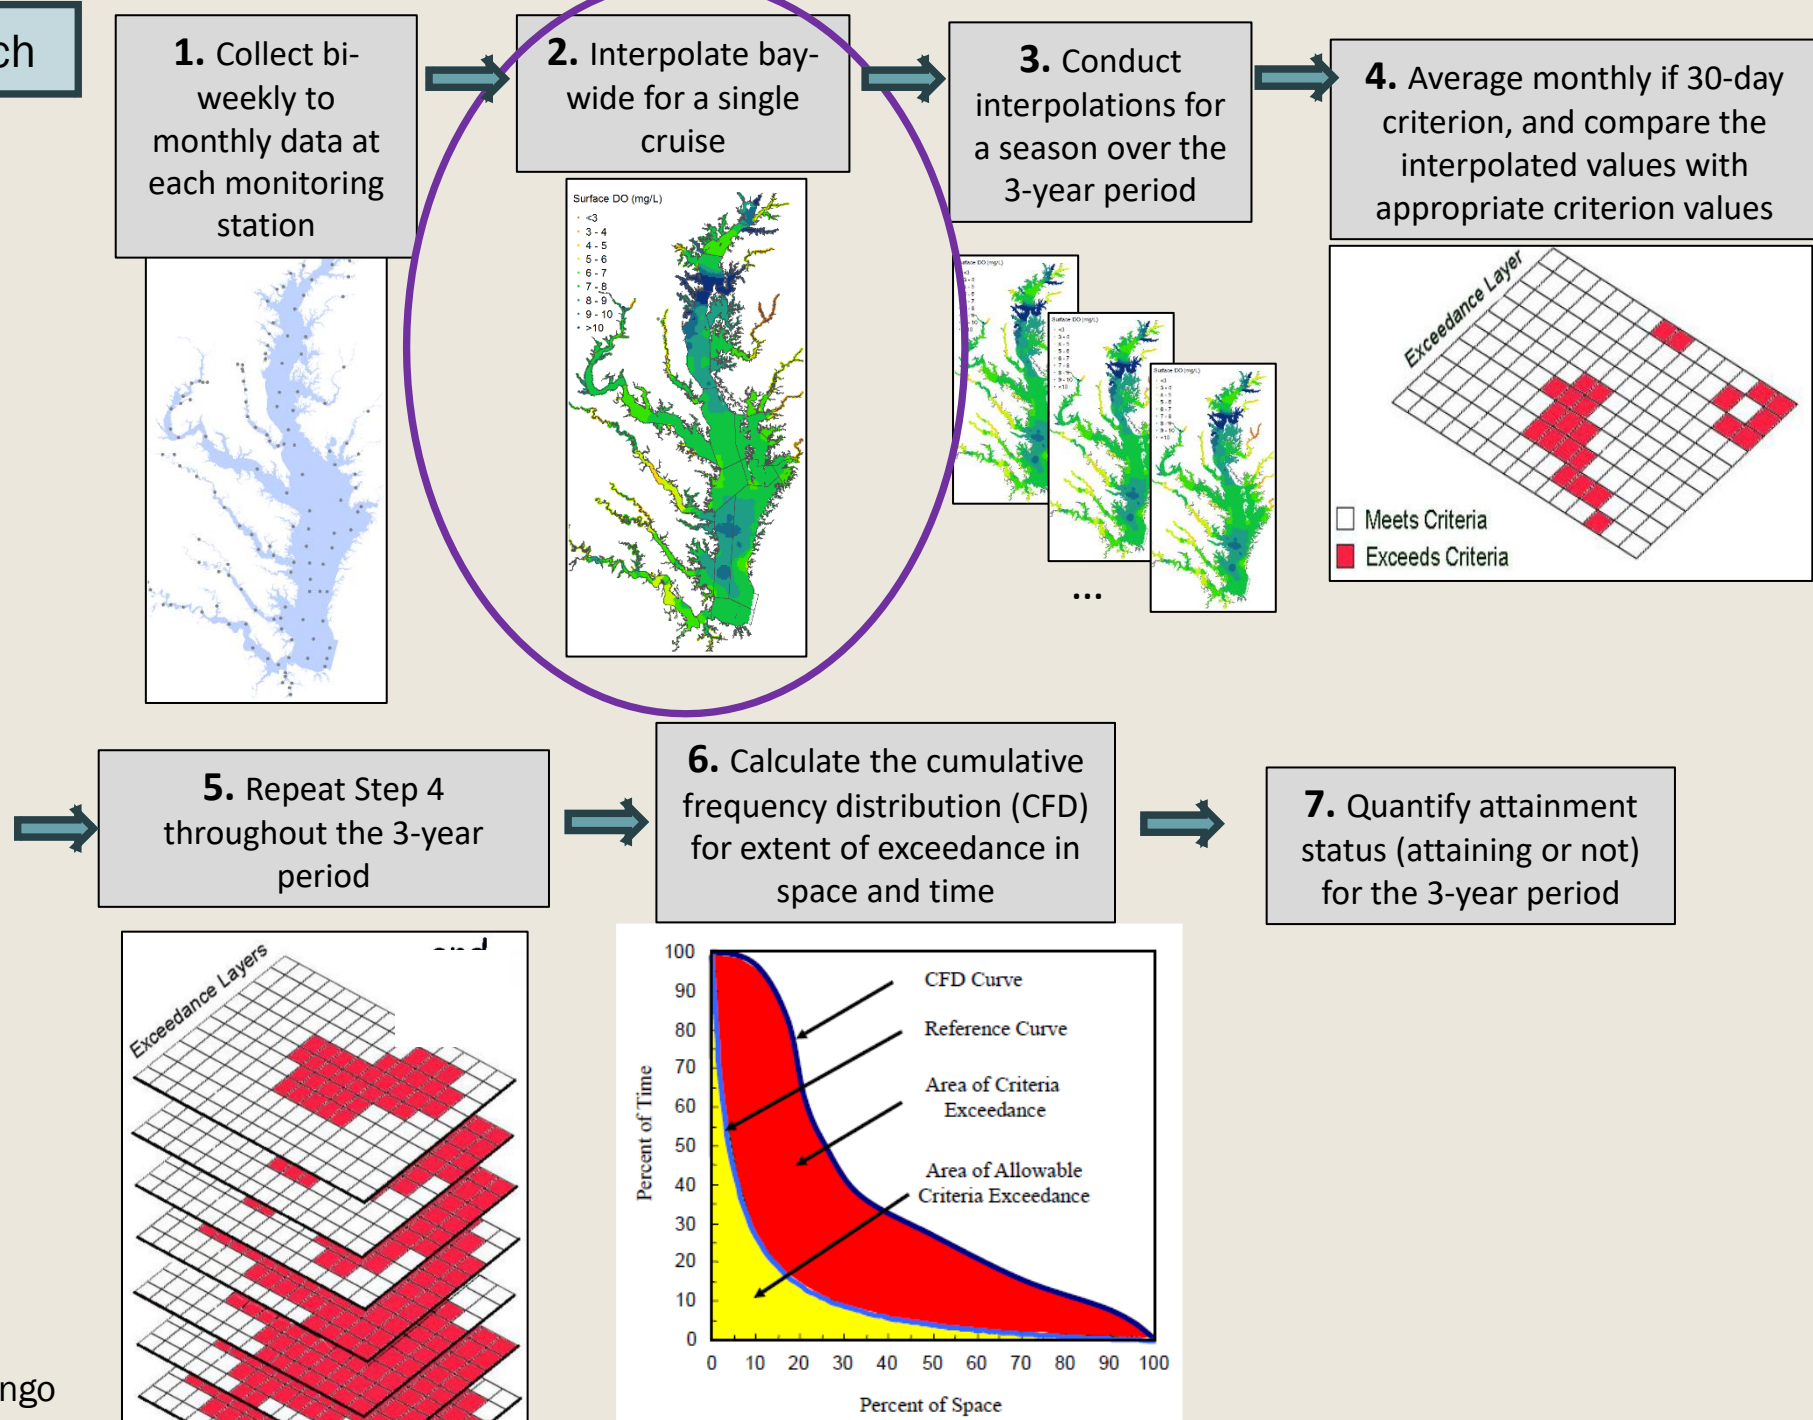 ch
1. Collect bi-
weekly to
monthly data at
each monitoring
station
2. Interpolate bay-
wide for a single
cruise
3. Conduct
interpolations for
a season over the
3-year period
4. Average monthly if 30-day
criterion, and compare the
interpolated values with
appropriate criterion values
Surface DO (mg/L)
<3
3 - 4
4 - 5
5 - 6
6 - 7
7 - 8
8 - 9
9 - 10
>10
Surface DO (mg/L)
Surface DO (mg/L)
...
Exceedance Layer
Meets Criteria
Exceeds Criteria
5. Repeat Step 4
throughout the 3-year
period
6. Calculate the cumulative
frequency distribution (CFD)
for extent of exceedance in
space and time
7. Quantify attainment
status (attaining or not)
for the 3-year period
Exceedance Layers
CFD Curve
Reference Curve
Area of Criteria
Exceedance
Area of Allowable
Criteria Exceedance
Percent of Time
100
90
80
70
60
50
40
30
20
10
0
0 10 20 30 40 50 60 70 80 90 100
Percent of Space
ngo